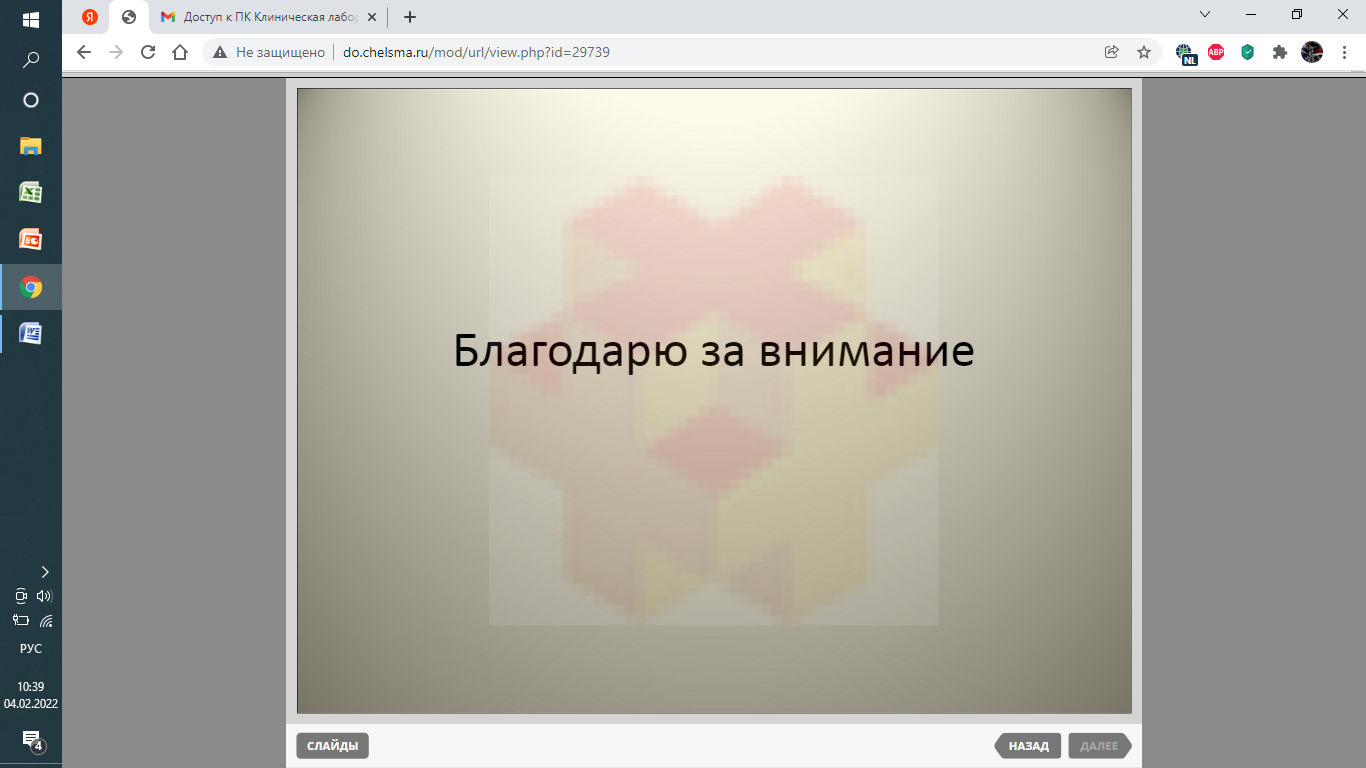 Я
Доступ к ПК Клиническая лабор
Не защищено
do.chelsma.ru/mod/url/view.php?id=29739
NL
ABP
Благодарю за внимание
РУС
10:39
04.02.2022
4
СЛАЙДЫ
НАЗАД
ДАЛЕЕ